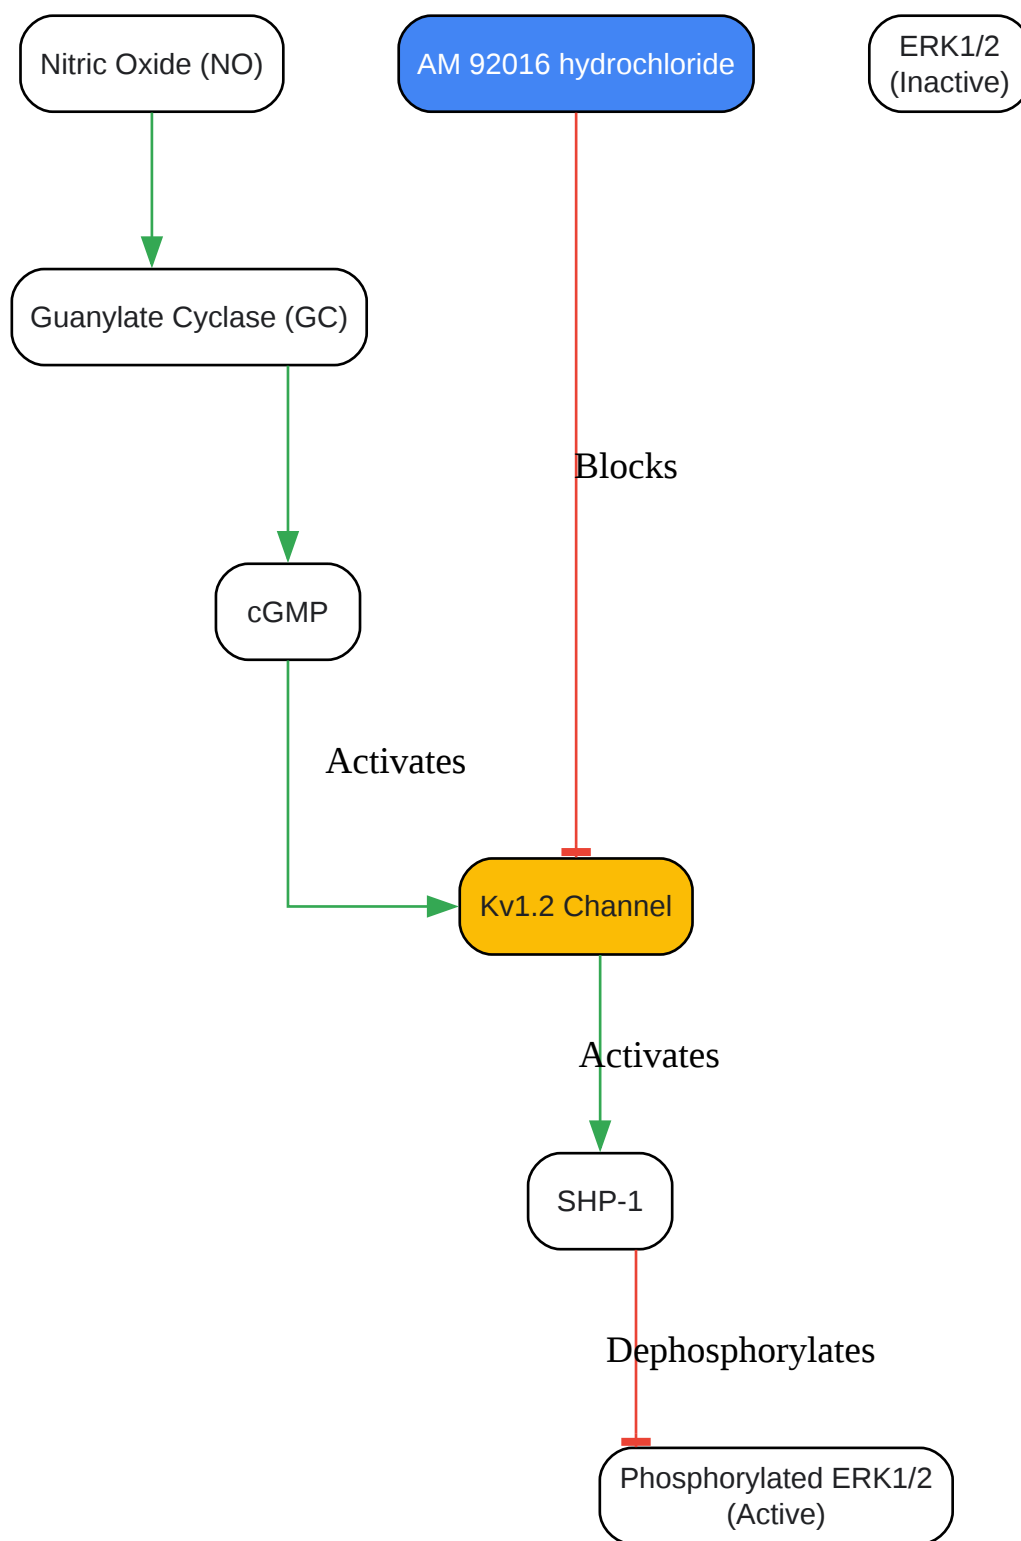 Nitric Oxide (NO)
AM 92016 hydrochloride
ERK1/2
(Inactive)
Guanylate Cyclase (GC)
Blocks
cGMP
Activates
Kv1.2 Channel
Activates
SHP-1
Dephosphorylates
Phosphorylated ERK1/2
(Active)